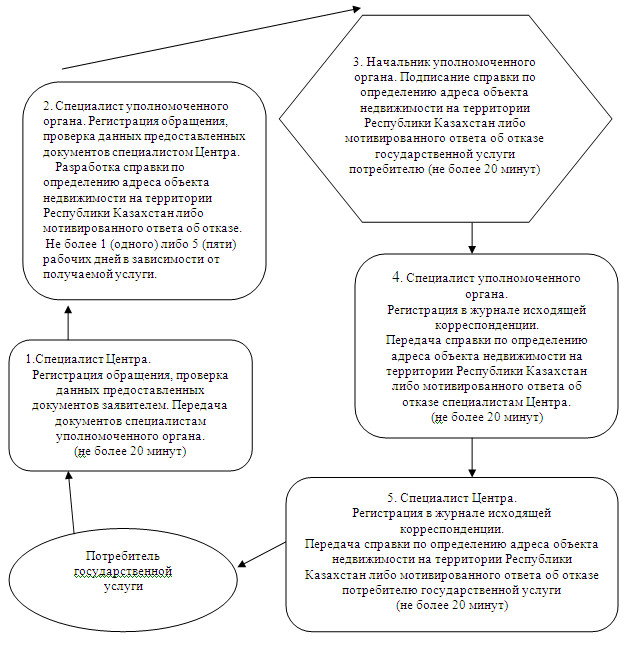 3. Начальник уполномоченного
органа. Подписание справки по
определению адреса объекта
недвижимости на территории
Республики Казахстан либо
мотивированного ответа об отказе
государственной услуги
потребителю (не более 20 минут)
2. Специалист уполномоченного
органа. Регистрация обращения,
проверка данных предоставленных
документов специалистом Центра.
Разработка справки по
определению адреса объекта
недвижимости на территории
Республики Казахстан либо
мотивированного ответа об отказе.
Не более 1 (одного) либо 5 (пяти)
рабочих дней в зависимости от
получаемой услуги.
4. Специалист уполномоченного
органа.
Регистрация в журнале исходящей
корреспонденции.
Передача справки по определению
адреса объекта недвижимости на
территории Республики Казахстан
либо мотивированного ответа об
отказе специалистам Центра.
(не более 20 минут)
1.Специалист Центра.
Регистрация обращения, проверка
данных предоставленных
документов заявителем. Передача
документов специалистам
уполномоченного органа.
(не более 20 минут)
5. Специалист Центра.
Регистрация в журнале исходящей
корреспонденции.
Передача справки по определению адреса объекта
недвижимости на территории Республики
Казахстан либо мотивированного ответа об отказе
потребителю государственной услуги
(не более 20 минут)
Потребитель
государственной
услуги